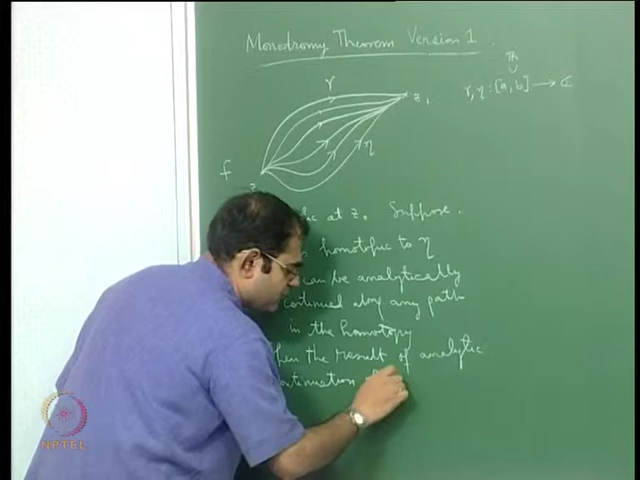 Monodromy Theorem Version 1.
γ
z₁
γ, η : [a, b] → ℂ
η
f
at z₀ Suppose
homotopic to η
can be analytically
continued along any path
in the homotopy
then the result of analytic
continuation
NPTEL